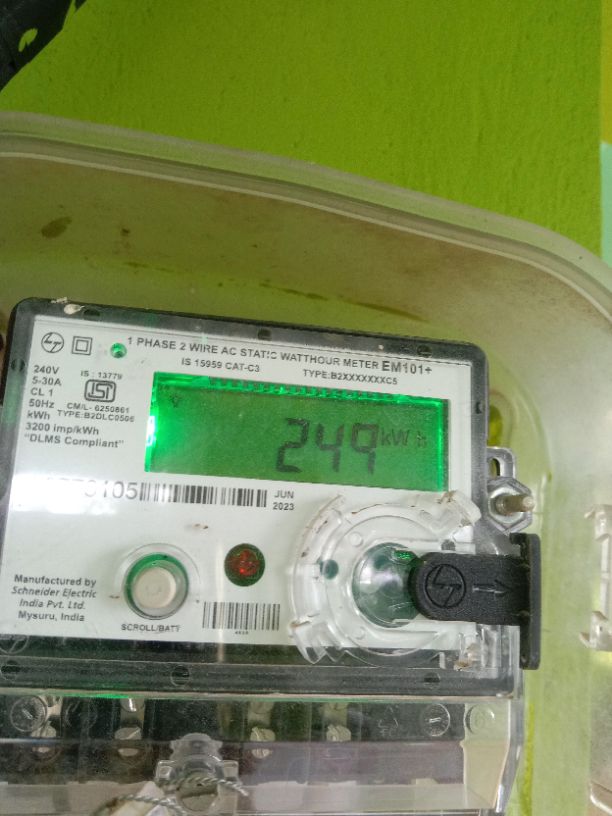 1 PHASE 2 WIRE AC STATIC WATTHOUR METER EM101+
IS 15959 CAT-C3 TYPE:B2XXXXXXXC5
240V
5-30A
CL 1
50Hz
kWh
3200 imp/kWh
"DLMS Compliant"
IS : 13779
ISI
CM/L - 6250861
TYPE:B2DLC0506
249 kWh
JUN
2023
Manufactured by
Schneider Electric
India Pvt. Ltd.
Mysuru, India
SCROLL/BATT